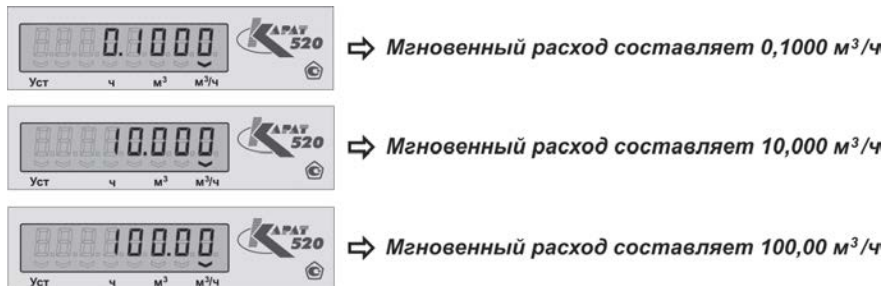 0.1000
КАРАТ
520
Уст ч м³ м³/ч
⇨ Мгновенный расход составляет 0,1000 м³/ч
10.000
КАРАТ
520
Уст ч м³ м³/ч
⇨ Мгновенный расход составляет 10,000 м³/ч
100.00
КАРАТ
520
Уст ч м³ м³/ч
⇨ Мгновенный расход составляет 100,00 м³/ч